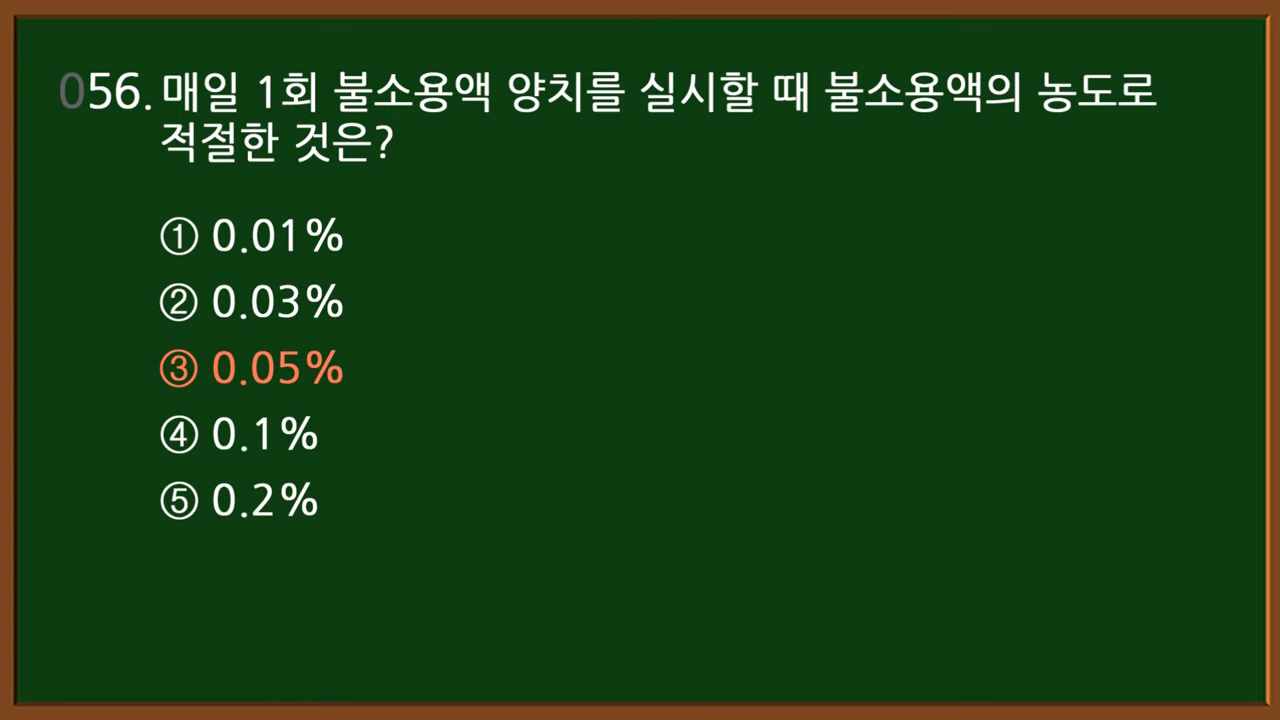 056. 매일 1회 불소용액 양치를 실시할 때 불소용액의 농도로
적절한 것은?
① 0.01%
② 0.03%
③ 0.05%
④ 0.1%
⑤ 0.2%